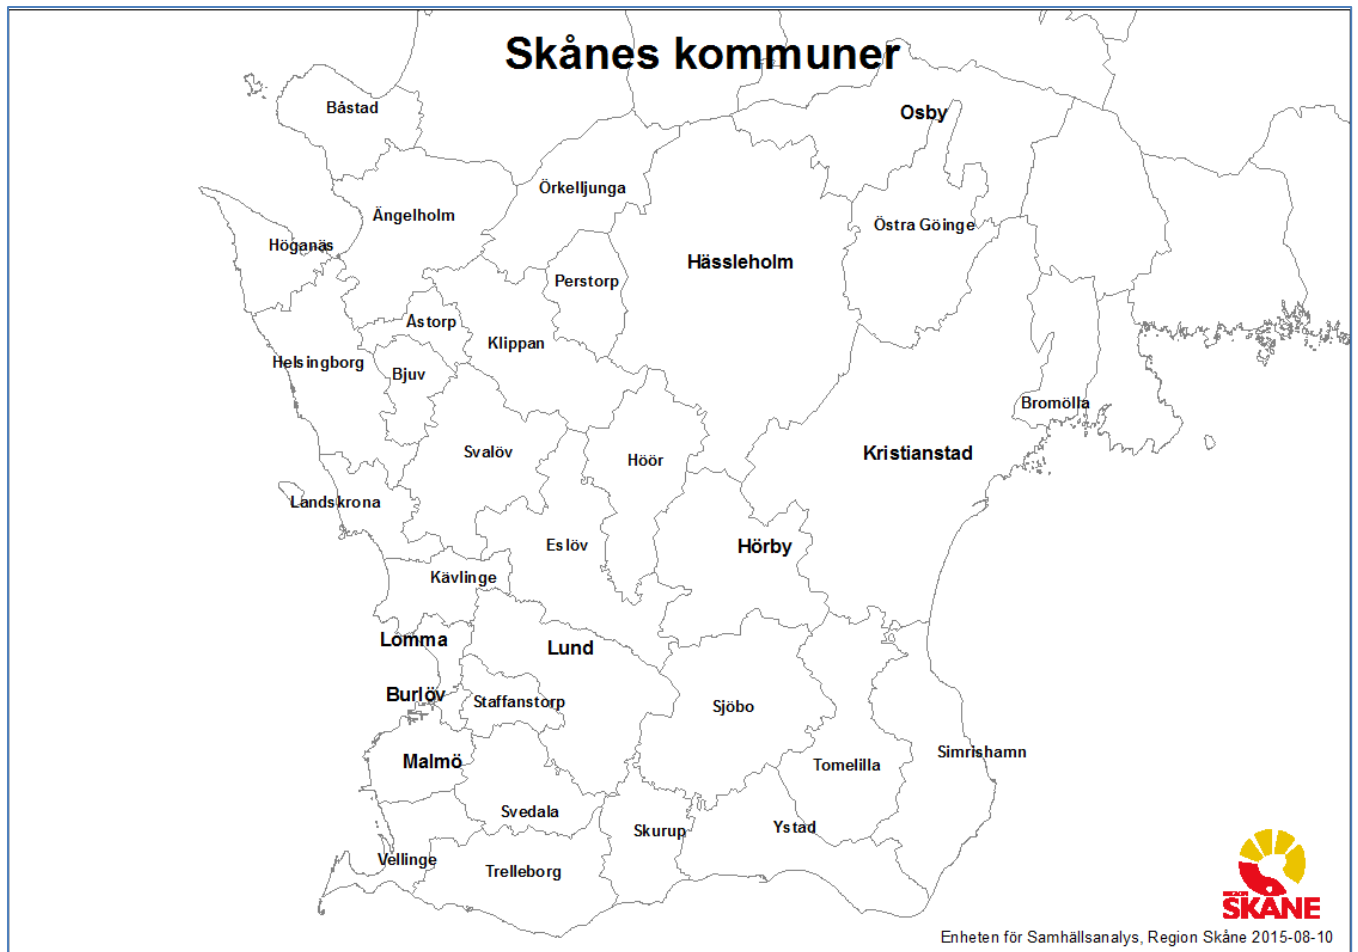 Skånes kommuner
Båstad
Osby
Örkelljunga
Ängelholm
Östra Göinge
Höganäs
Hässleholm
Perstorp
Åstorp
Klippan
Helsingborg
Bjuv
Bromölla
Svalöv
Höör
Kristianstad
Landskrona
Eslöv
Hörby
Kävlinge
Lomma
Lund
Burlöv
Staffanstorp
Sjöbo
Malmö
Simrishamn
Tomelilla
Svedala
Skurup
Ystad
Vellinge
Trelleborg
REGION
SKÅNE
Enheten för Samhällsanalys, Region Skåne 2015-08-10